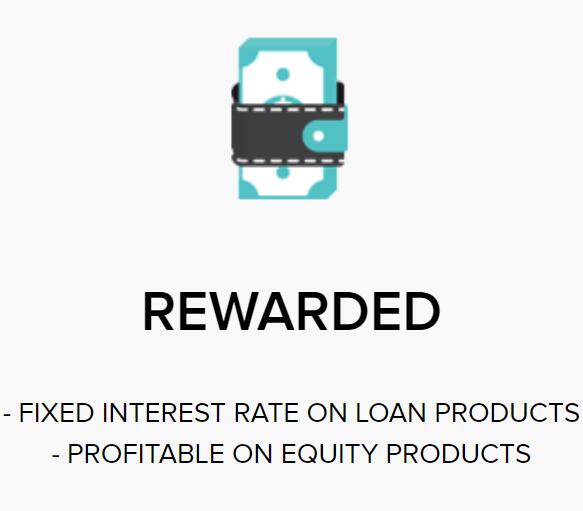 REWARDED
- FIXED INTEREST RATE ON LOAN PRODUCTS
- PROFITABLE ON EQUITY PRODUCTS